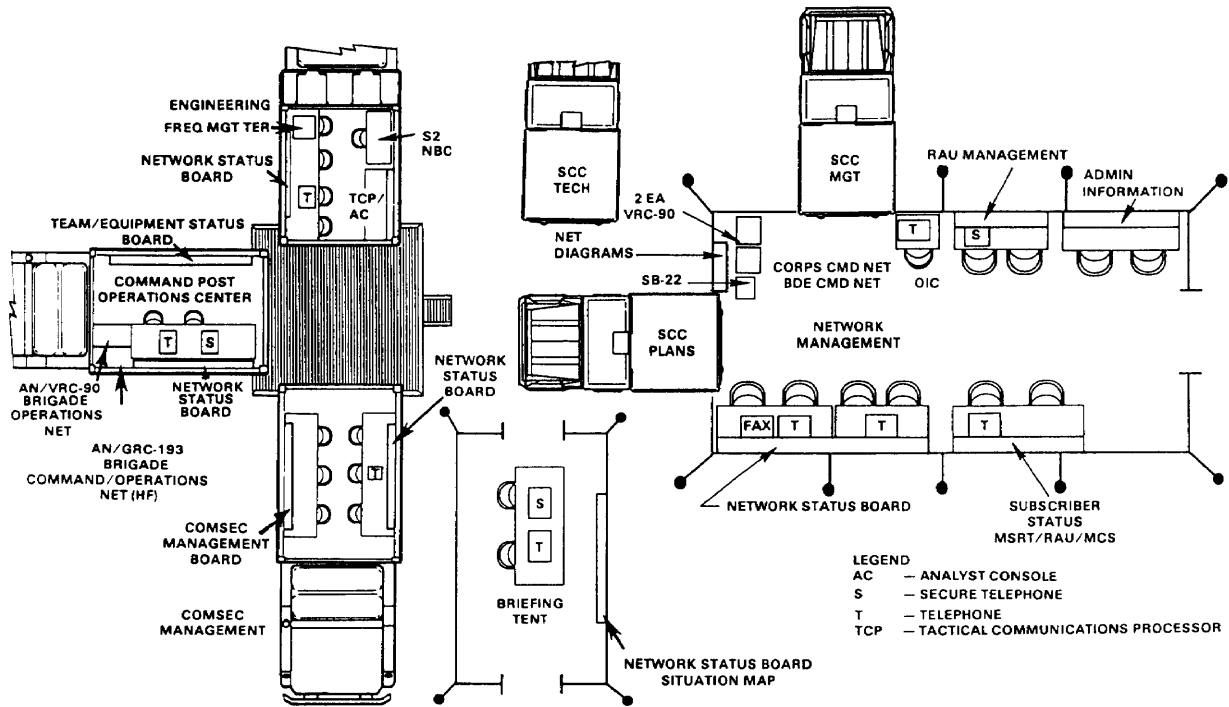 ENGINEERING
FREQ MGT TER
NETWORK STATUS
BOARD
T
TCP/
AC
S2
NBC
TEAM/EQUIPMENT STATUS
BOARD
COMMAND POST
OPERATIONS CENTER
T
S
AN/VRC-90
BRIGADE
OPERATIONS
NET
NETWORK
STATUS
BOARD
AN/GRC-193
BRIGADE
COMMAND/OPERATIONS
NET (HF)
NETWORK
STATUS
BOARD
T
COMSEC
MANAGEMENT
BOARD
COMSEC
MANAGEMENT
S
T
BRIEFING
TENT
NETWORK STATUS BOARD
SITUATION MAP
SCC
TECH
SCC
MGT
SCC
PLANS
2 EA
VRC-90
NET
DIAGRAMS
SB-22
CORPS CMD NET
BDE CMD NET
T
OIC
RAU MANAGEMENT
S
ADMIN
INFORMATION
NETWORK
MANAGEMENT
FAX
T
T
T
NETWORK STATUS BOARD
SUBSCRIBER
STATUS
MSRT/RAU/MCS
LEGEND
AC — ANALYST CONSOLE
S — SECURE TELEPHONE
T — TELEPHONE
TCP — TACTICAL COMMUNICATIONS PROCESSOR